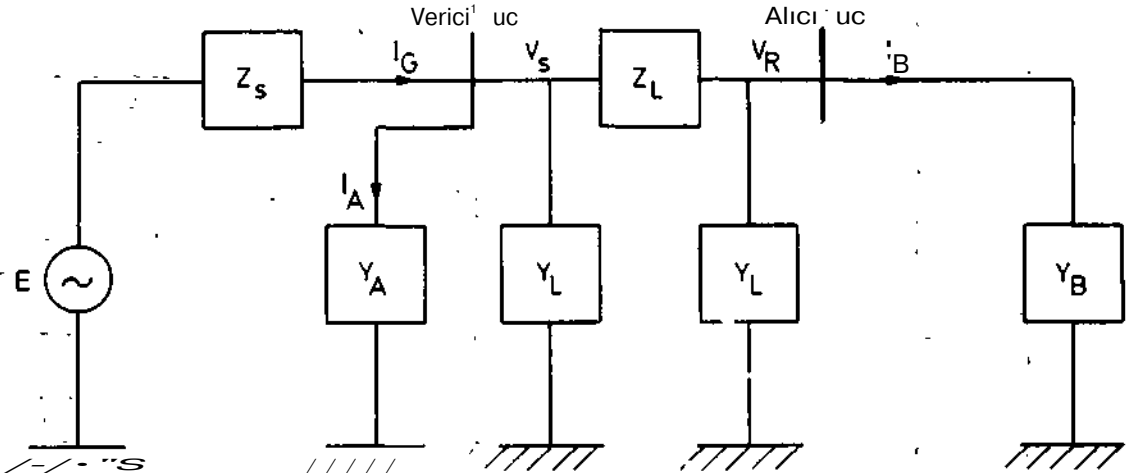 Verici uc
Alıcı uc
Z_s
I_G
V_s
Z_L
V_R
I_B
I_A
E
Y_A
Y_L
Y_L
Y_B